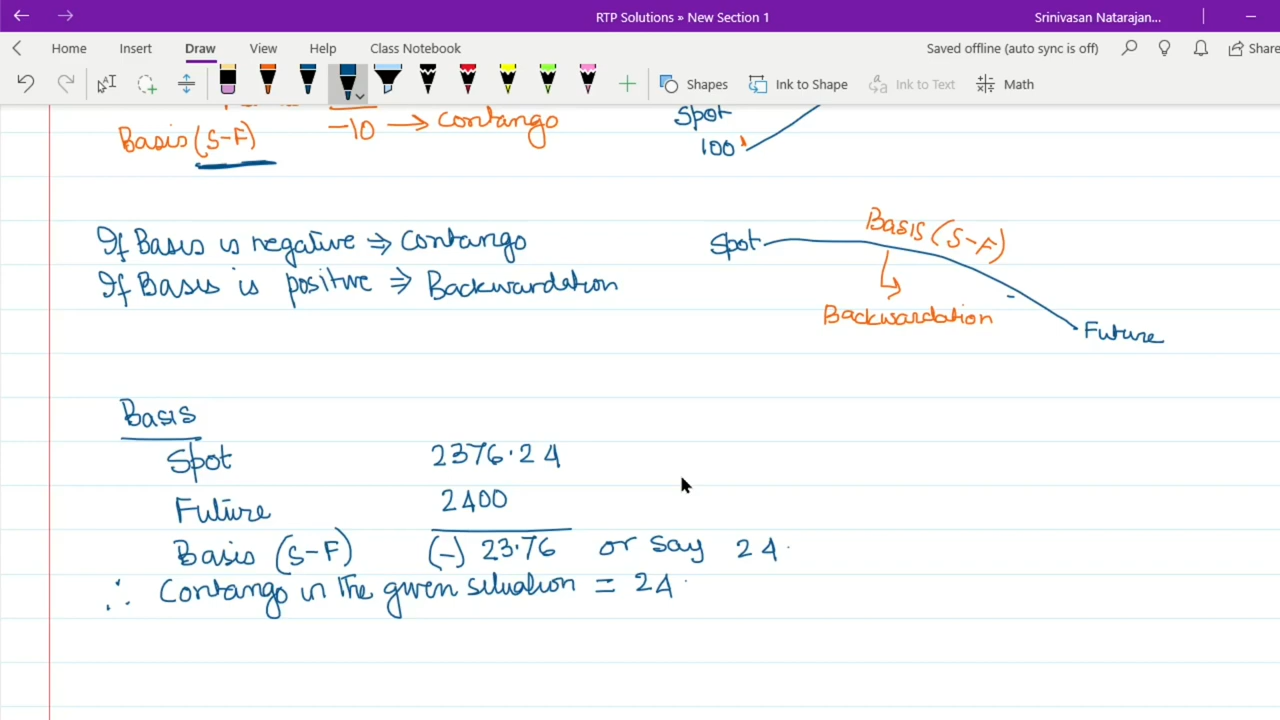 RTP Solutions » New Section 1
Srinivasan Natarajan...
Home Insert Draw View Help Class Notebook
Saved offline (auto sync is off)
Share
Shapes Ink to Shape Ink to Text Math
-10 → Contango
Basis (S-F)
Spot
100
If Basis is negative ⇒ Contango
If Basis is positive ⇒ Backwardation
Spot
Basis (S-F)
Backwardation
Future
Basis
Spot 2376.24
Future 2400
Basis (S-F) (-) 23.76 or say 24.
∴ Contango in the given situation = 24.